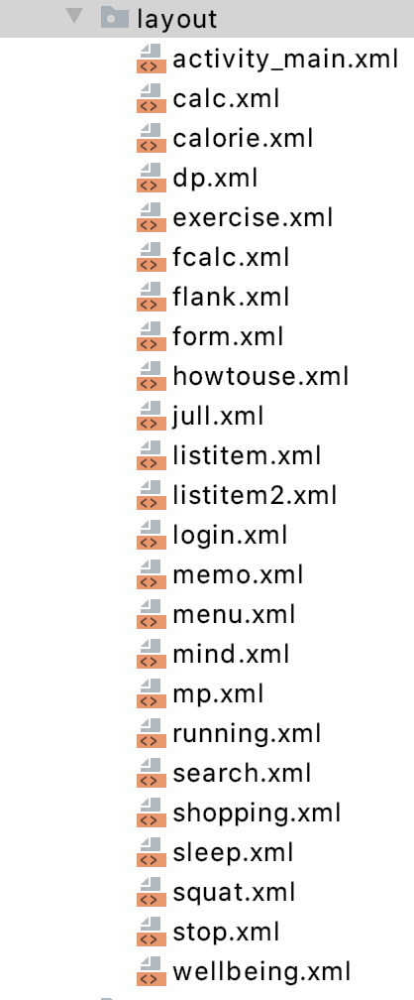 layout
activity_main.xml
calc.xml
calorie.xml
dp.xml
exercise.xml
fcalc.xml
flank.xml
form.xml
howtouse.xml
jull.xml
listitem.xml
listitem2.xml
login.xml
memo.xml
menu.xml
mind.xml
mp.xml
running.xml
search.xml
shopping.xml
sleep.xml
squat.xml
stop.xml
wellbeing.xml